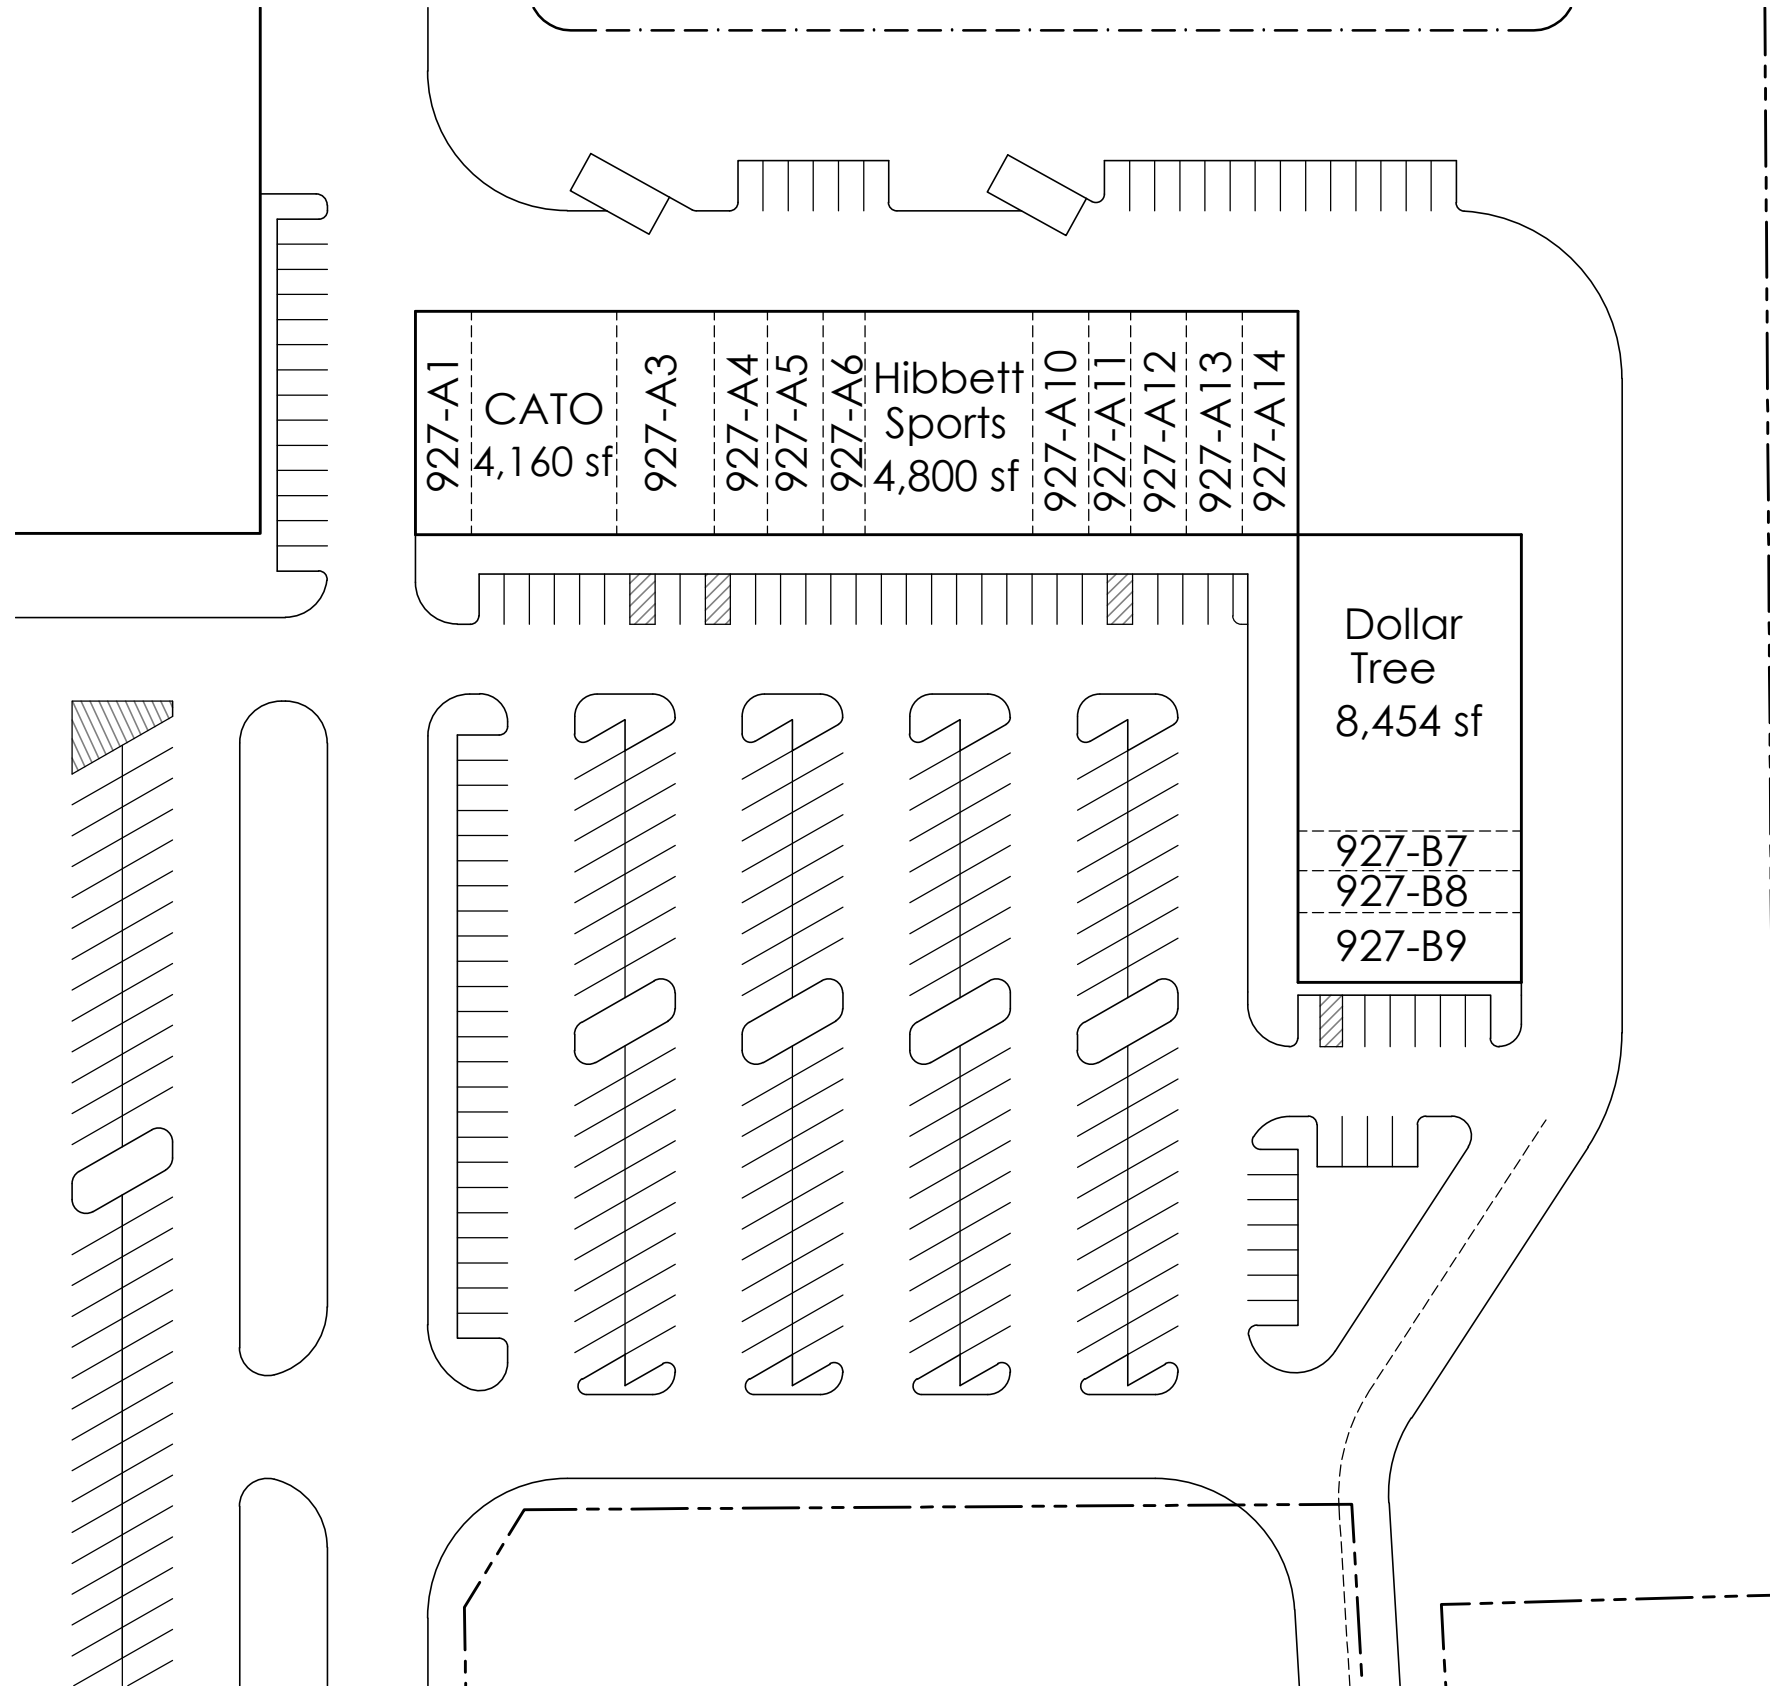 927-A1
CATO
4,160 sf
927-A3
927-A4
927-A5
927-A6
Hibbett
Sports
4,800 sf
927-A10
927-A11
927-A12
927-A13
927-A14
Dollar
Tree
8,454 sf
927-B7
927-B8
927-B9